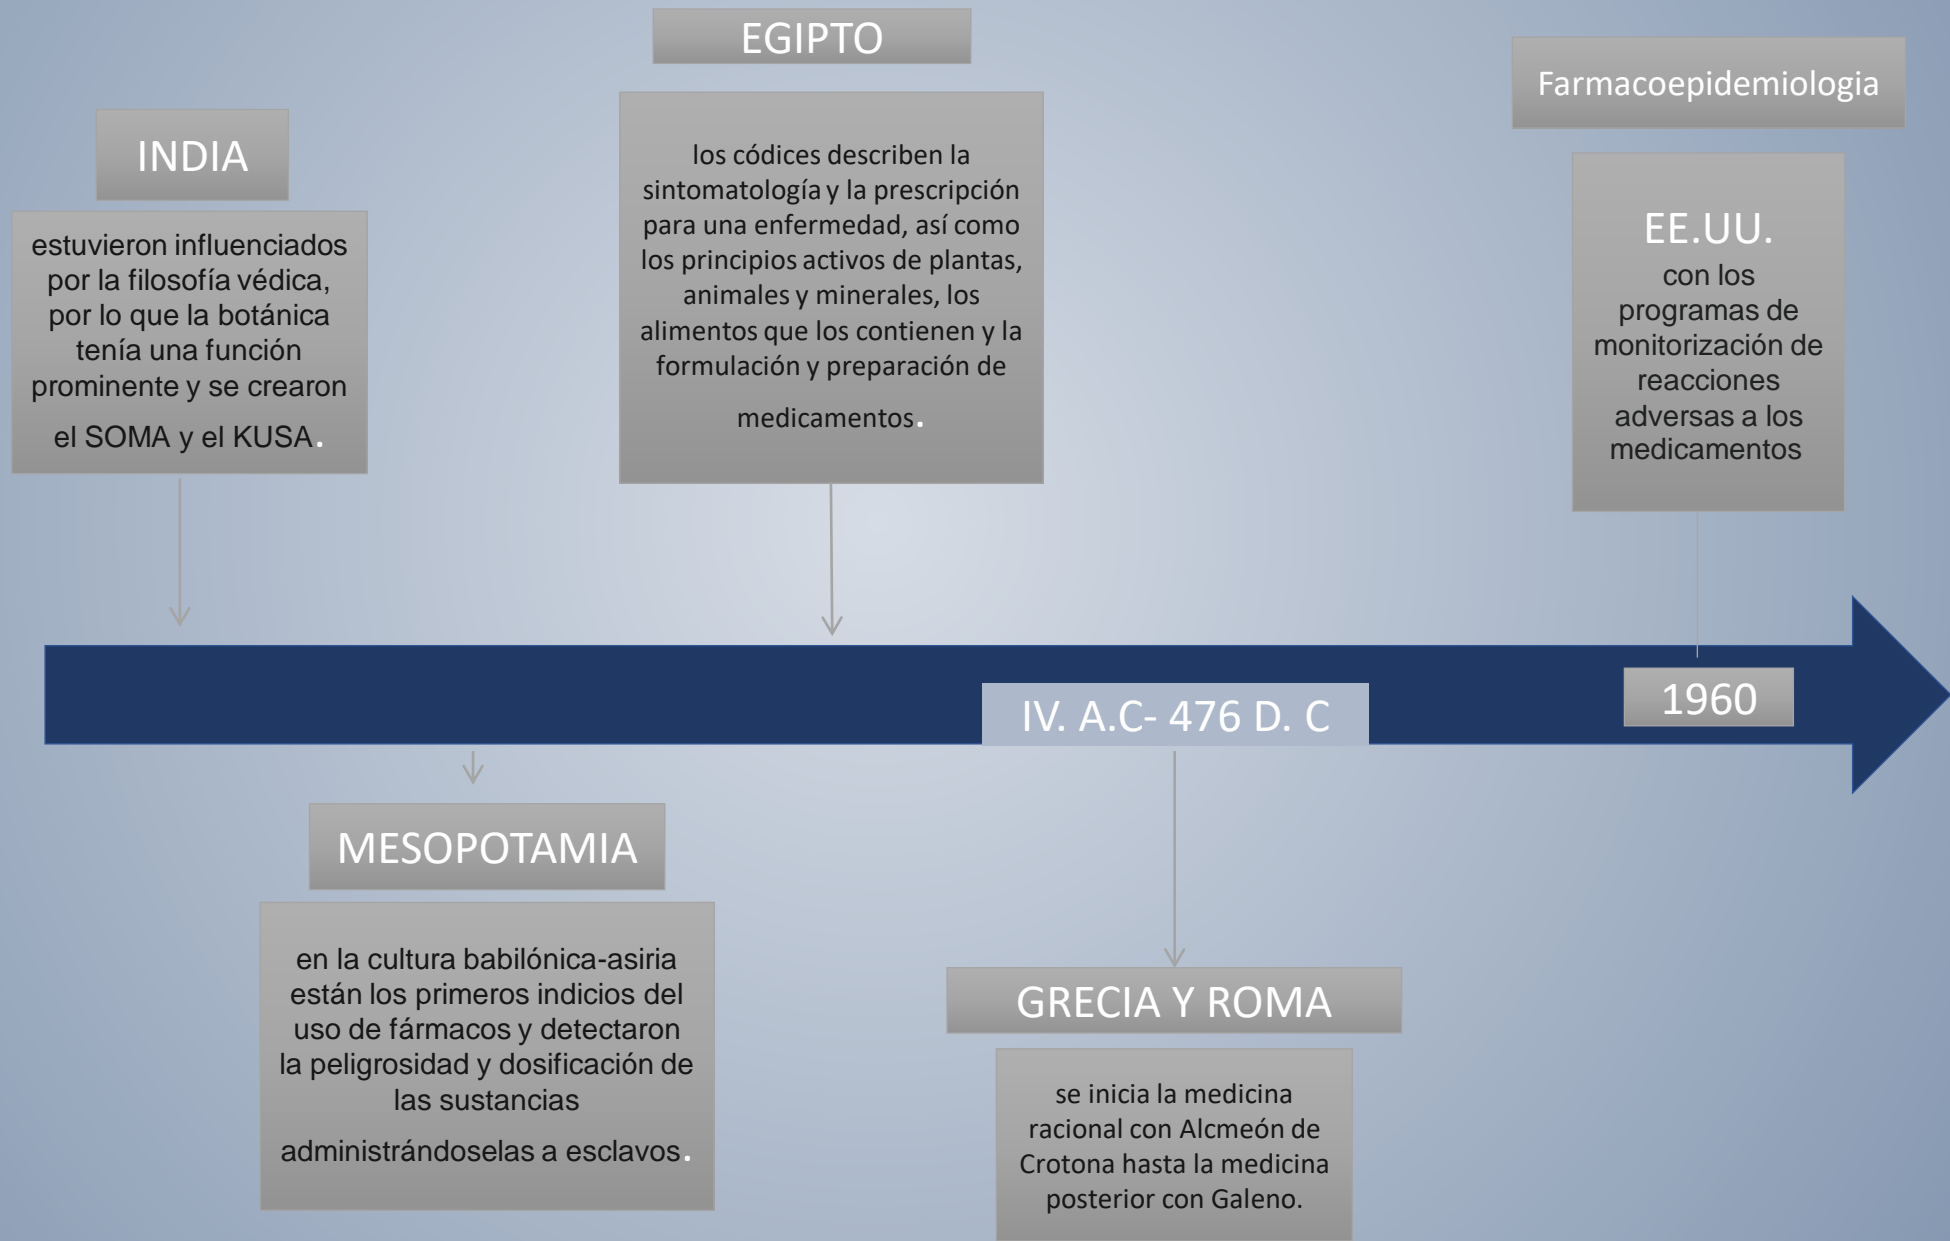 INDIA
estuvieron influenciados
por la filosofía védica,
por lo que la botánica
tenía una función
prominente y se crearon
el SOMA y el KUSA.
EGIPTO
los códices describen la
sintomatología y la prescripción
para una enfermedad, así como
los principios activos de plantas,
animales y minerales, los
alimentos que los contienen y la
formulación y preparación de
medicamentos.
Farmacoepidemiologia
EE.UU.
con los
programas de
monitorización de
reacciones
adversas a los
medicamentos
IV. A.C- 476 D. C
1960
MESOPOTAMIA
en la cultura babilónica-asiria
están los primeros indicios del
uso de fármacos y detectaron
la peligrosidad y dosificación de
las sustancias
administrándoselas a esclavos.
GRECIA Y ROMA
se inicia la medicina
racional con Alcmeón de
Crotona hasta la medicina
posterior con Galeno.